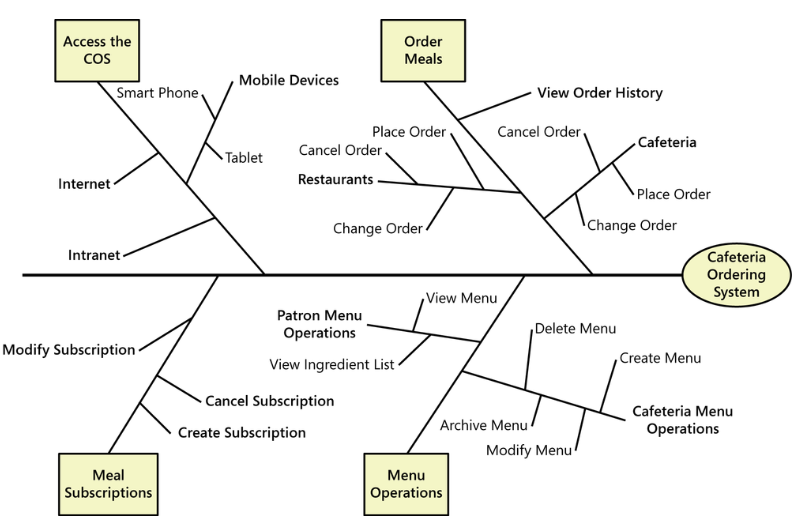 Access the
COS
Order
Meals
Mobile Devices
Smart Phone
Tablet
Internet
Intranet
View Order History
Place Order
Cancel Order
Restaurants
Change Order
Cancel Order
Cafeteria
Place Order
Change Order
Cafeteria
Ordering
System
Modify Subscription
Cancel Subscription
Create Subscription
Meal
Subscriptions
View Menu
Patron Menu
Operations
View Ingredient List
Delete Menu
Create Menu
Cafeteria Menu
Operations
Archive Menu
Modify Menu
Menu
Operations